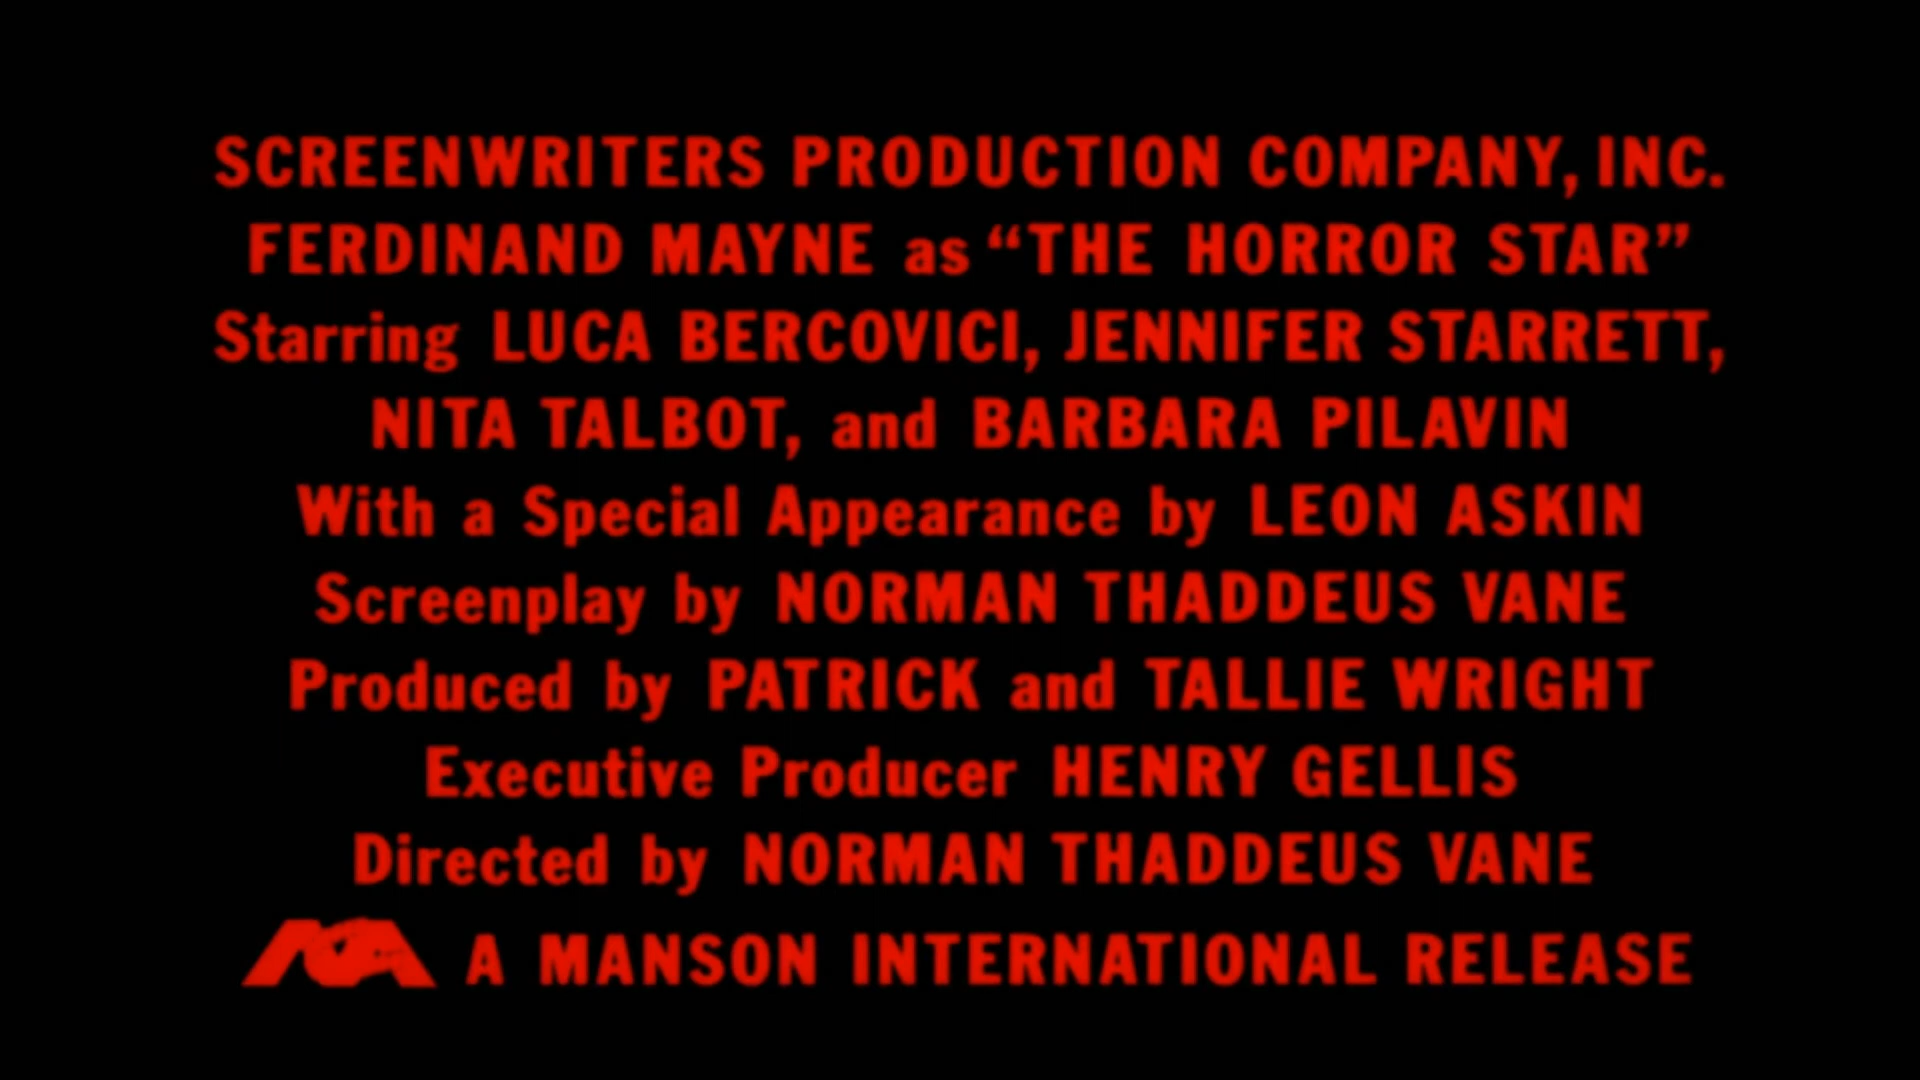 SCREENWRITERS PRODUCTION COMPANY, INC.
FERDINAND MAYNE as “THE HORROR STAR”
Starring LUCA BERCOVICI, JENNIFER STARRETT,
NITA TALBOT, and BARBARA PILAVIN
With a Special Appearance by LEON ASKIN
Screenplay by NORMAN THADDEUS VANE
Produced by PATRICK and TALLIE WRIGHT
Executive Producer HENRY GELLIS
Directed by NORMAN THADDEUS VANE
A MANSON INTERNATIONAL RELEASE